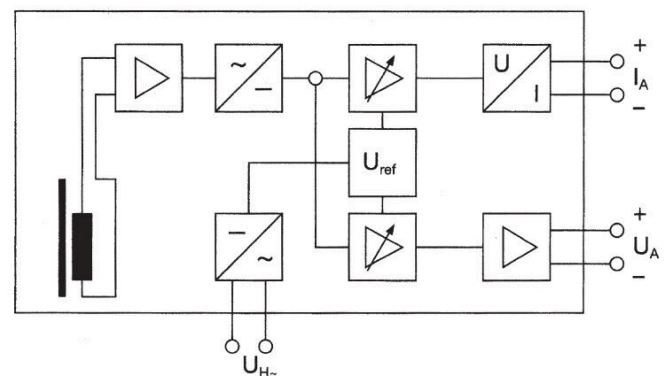 ~
–
U
I
+
I_A
–
U_ref
–
~
+
U_A
–
U_H~